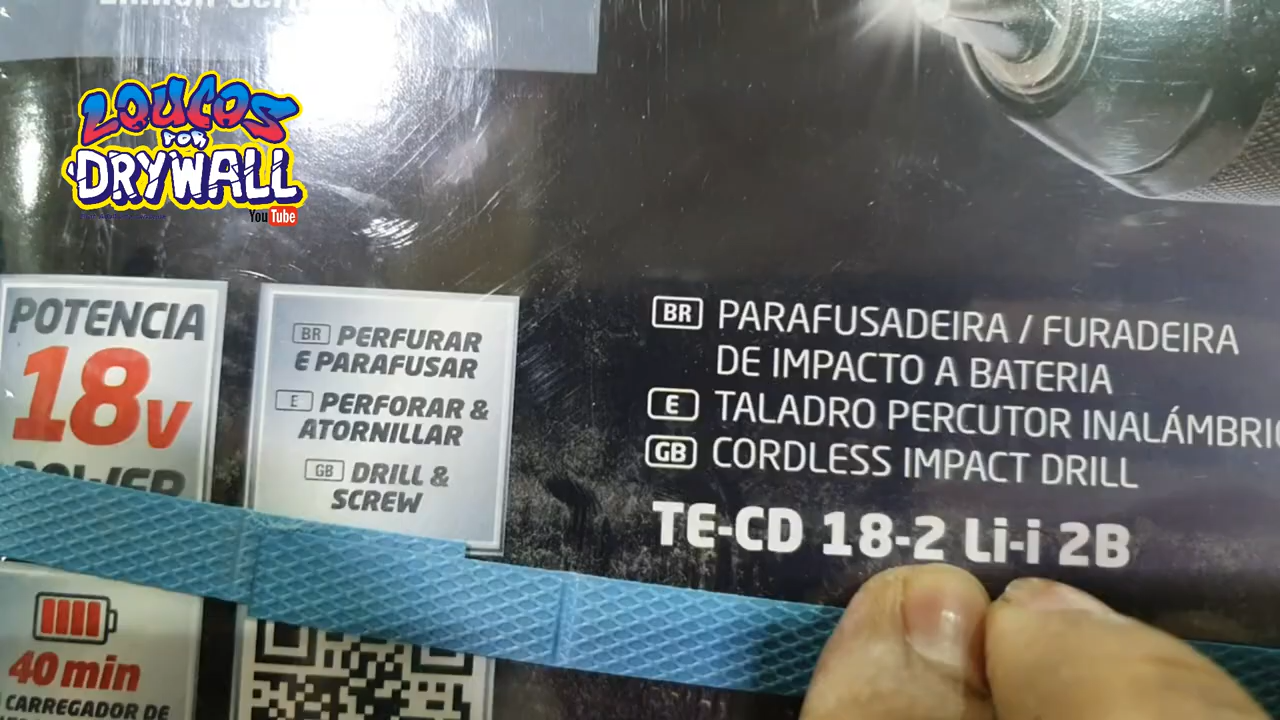 LOUCOS
POR
DRYWALL
YouTube
POTENCIA
18V
POWER
40 min
CARREGADOR DE
BR PERFURAR
E PARAFUSAR
E PERFORAR &
ATORNILLAR
GB DRILL &
SCREW
BR PARAFUSADEIRA / FURADEIRA
DE IMPACTO A BATERIA
E TALADRO PERCUTOR
GB CORDLESS IMPACT DRILL
TE-CD 18-2 Li-i 2B